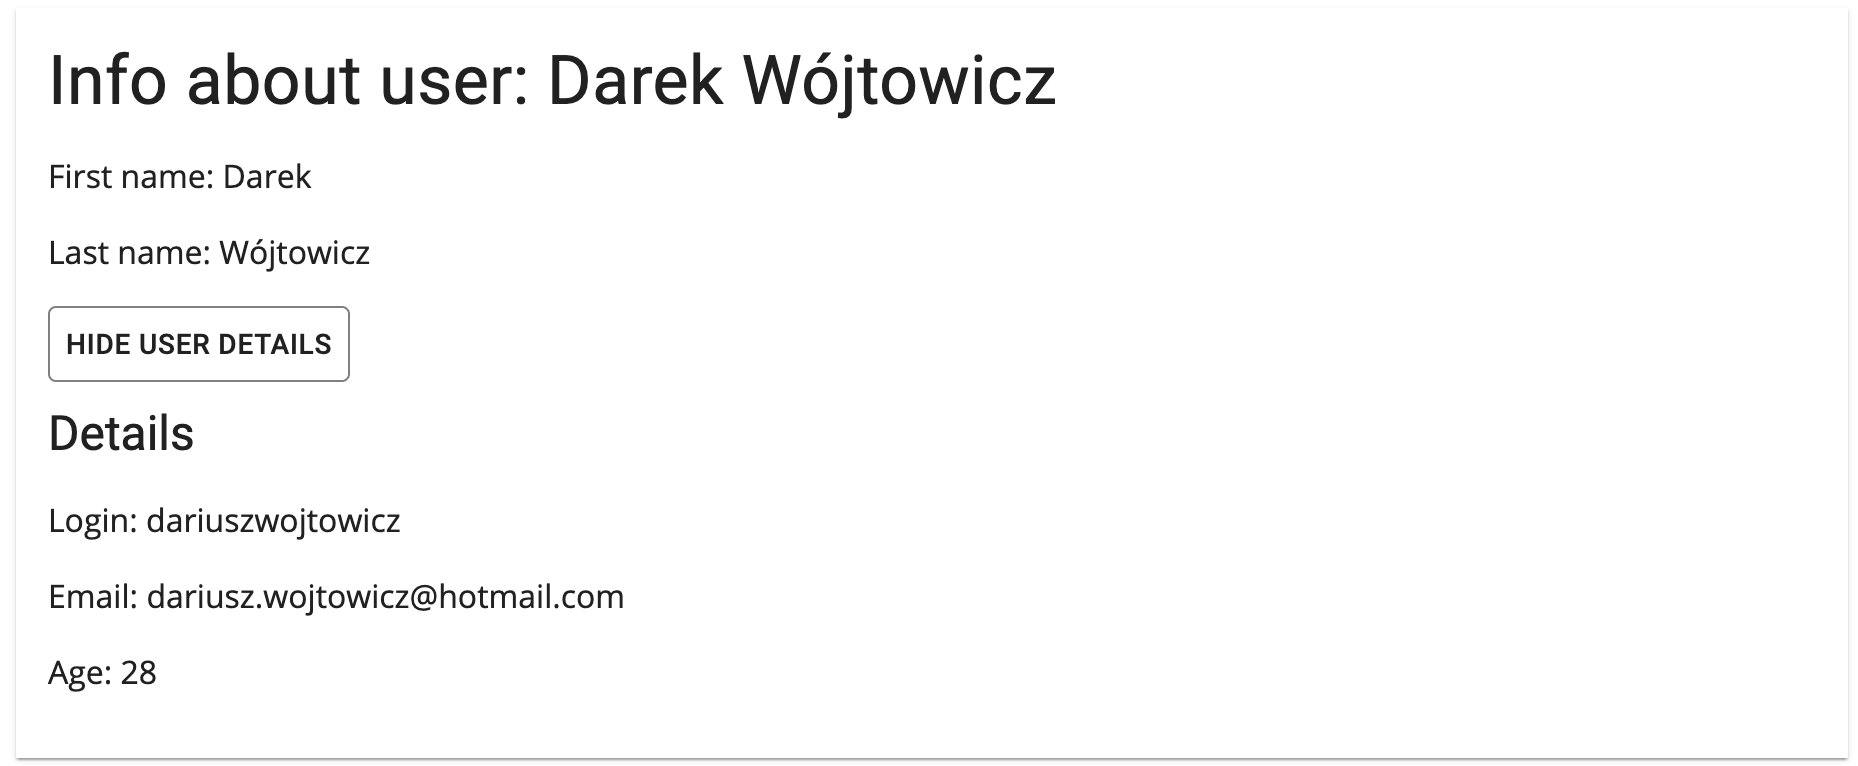 Info about user: Darek Wójtowicz
First name: Darek
Last name: Wójtowicz
HIDE USER DETAILS
Details
Login: dariuszwojtowicz
Email: dariusz.wojtowicz@hotmail.com
Age: 28